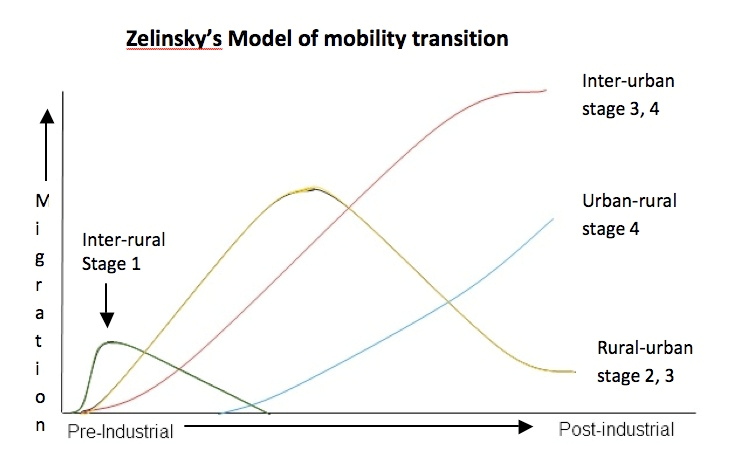 Zelinsky's Model of mobility transition
Inter-urban
stage 3, 4
Urban-rural
stage 4
Inter-rural
Stage 1
Rural-urban
stage 2, 3
M
i
g
r
a
t
i
o
n
Pre-Industrial
Post-industrial